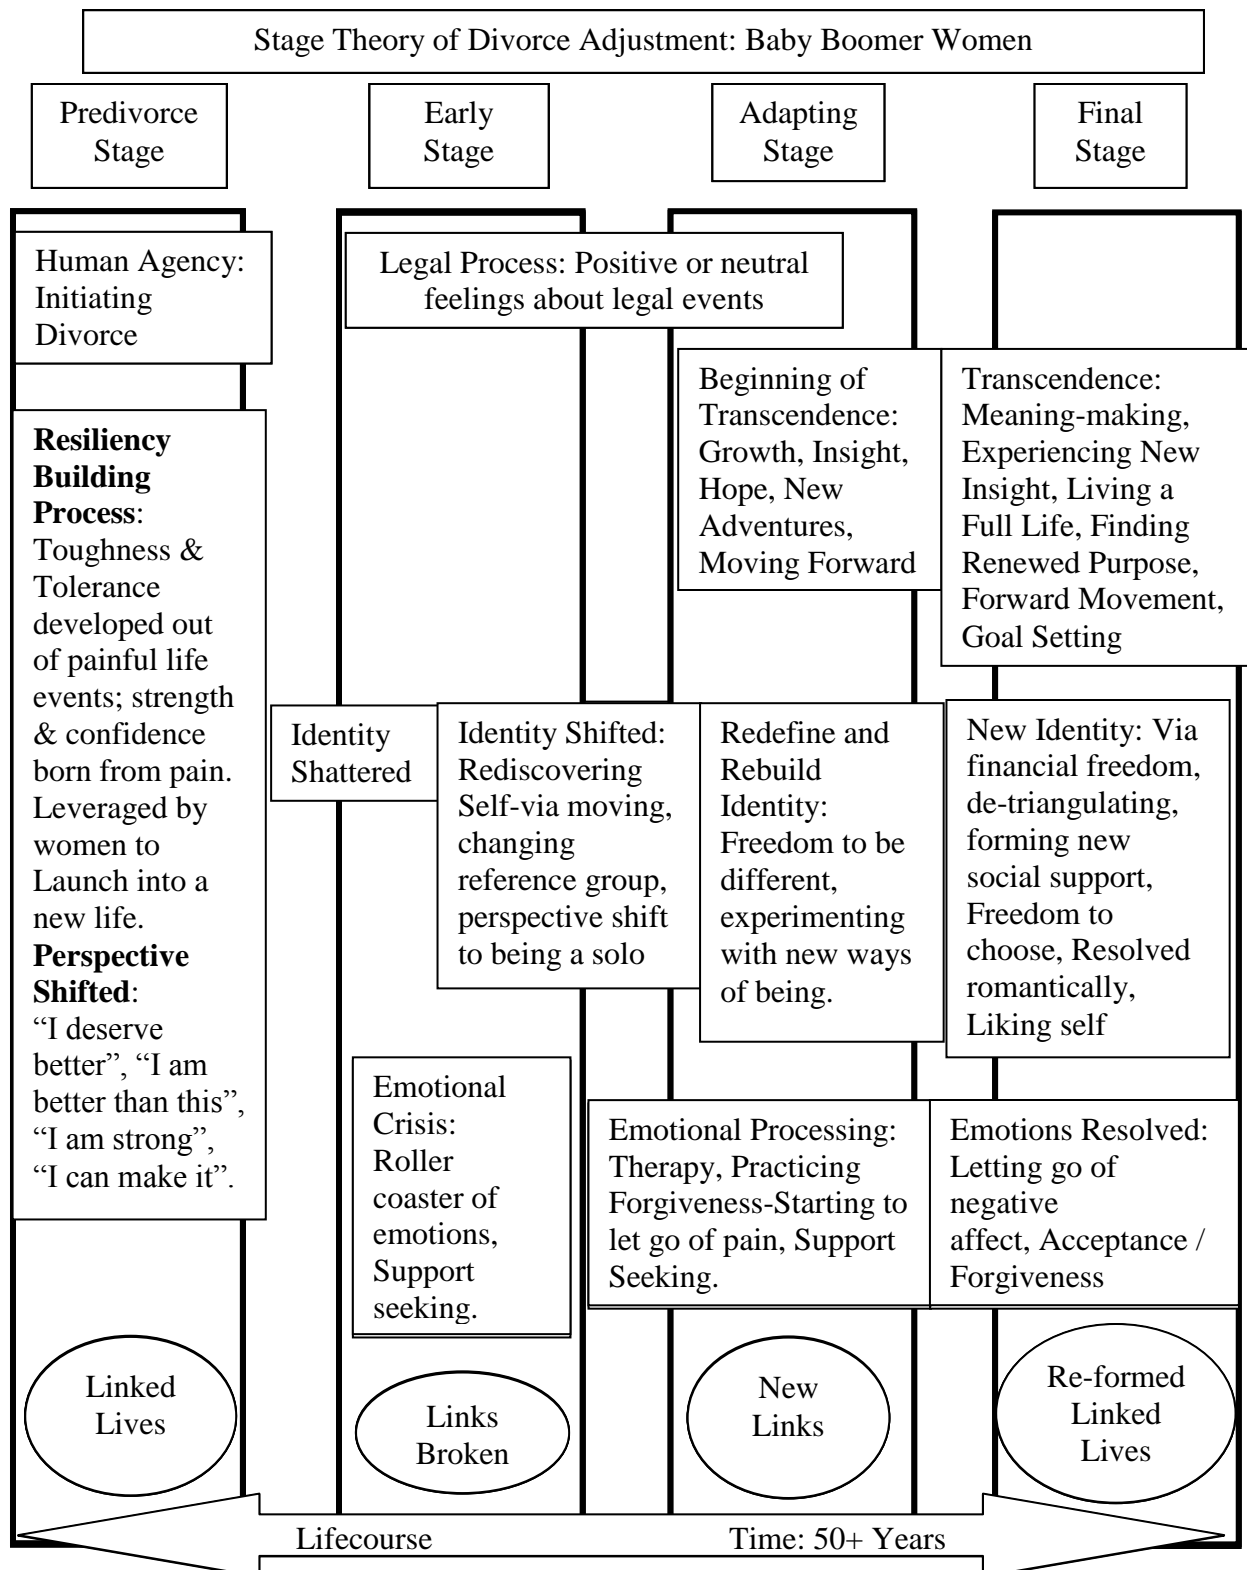 Stage Theory of Divorce Adjustment: Baby Boomer Women
Predivorce
Stage
Early
Stage
Adapting
Stage
Final
Stage
Human Agency:
Initiating
Divorce
Legal Process: Positive or neutral
feelings about legal events
Beginning of
Transcendence:
Growth, Insight,
Hope, New
Adventures,
Moving Forward
Transcendence:
Meaning-making,
Experiencing New
Insight, Living a
Full Life, Finding
Renewed Purpose,
Forward Movement,
Goal Setting
Resiliency
Building
Process:
Toughness &
Tolerance
developed out
of painful life
events; strength
& confidence
born from pain.
Leveraged by
women to
Launch into a
new life.
Perspective
Shifted:
“I deserve
better”, “I am
better than this”,
“I am strong”,
“I can make it”.
Identity
Shattered
Identity Shifted:
Rediscovering
Self-via moving,
changing
reference group,
perspective shift
to being a solo
Redefine and
Rebuild
Identity:
Freedom to be
different,
experimenting
with new ways
of being.
New Identity: Via
financial freedom,
de-triangulating,
forming new
social support,
Freedom to
choose, Resolved
romantically,
Liking self
Emotional
Crisis:
Roller
coaster of
emotions,
Support
seeking.
Emotional Processing:
Therapy, Practicing
Forgiveness-Starting to
let go of pain, Support
Seeking.
Emotions Resolved:
Letting go of
negative
affect, Acceptance /
Forgiveness
Linked
Lives
Links
Broken
New
Links
Re-formed
Linked
Lives
Lifecourse
Time: 50+ Years